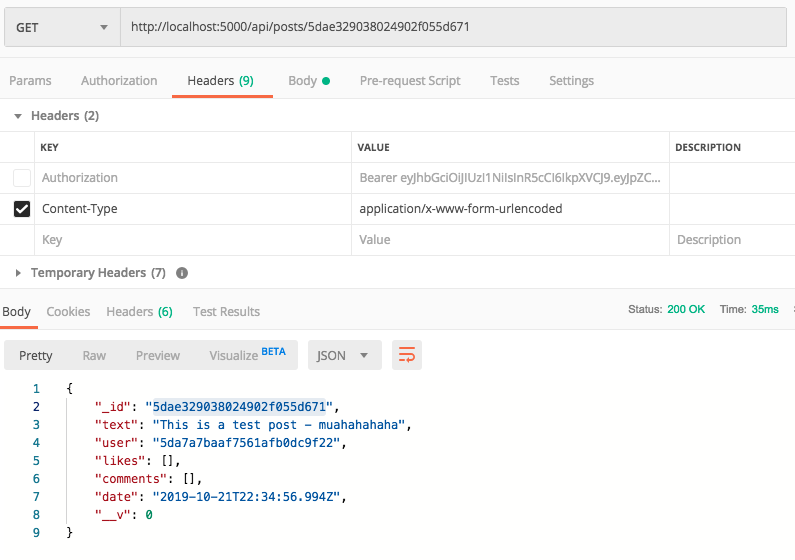 GET http://localhost:5000/api/posts/5dae329038024902f055d671
Params Authorization Headers (9) Body Pre-request Script Tests Settings
Headers (2)
KEY VALUE DESCRIPTION
Authorization Bearer eyJhbGciOiJIUzI1NiIsInR5cCI6IkpXVCJ9.eyJpZC...
Content-Type application/x-www-form-urlencoded
Key Value Description
Temporary Headers (7)
Body Cookies Headers (6) Test Results Status: 200 OK Time: 35ms
Pretty Raw Preview Visualize BETA JSON
1 {
2 "_id": "5dae329038024902f055d671",
3 "text": "This is a test post - muahahahaha",
4 "user": "5da7a7baaf7561afb0dc9f22",
5 "likes": [],
6 "comments": [],
7 "date": "2019-10-21T22:34:56.994Z",
8 "__v": 0
9 }